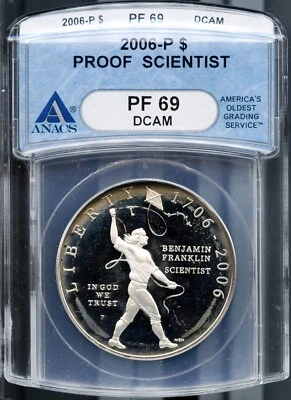 2006-P $ PF 69 DCAM
2006-P $
PROOF SCIENTIST
ANACS
PF 69
DCAM
AMERICA'S
OLDEST
GRADING
SERVICE™
LIBERTY 1706-2006
BENJAMIN
FRANKLIN
SCIENTIST
IN GOD
WE
TRUST
P